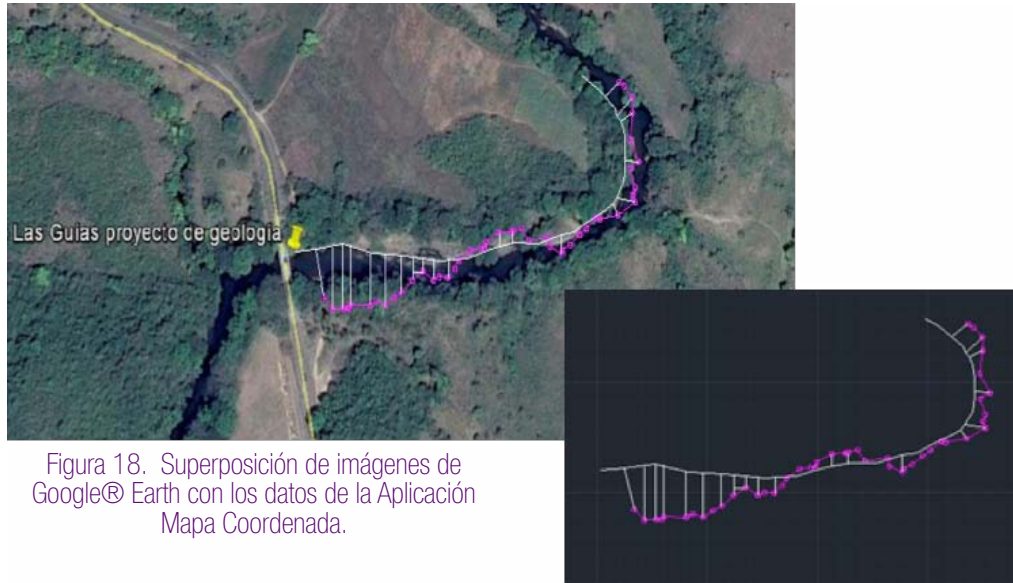 Las Guias proyecto de geologia
Figura 18. Superposición de imágenes de
Google® Earth con los datos de la Aplicación
Mapa Coordenada.